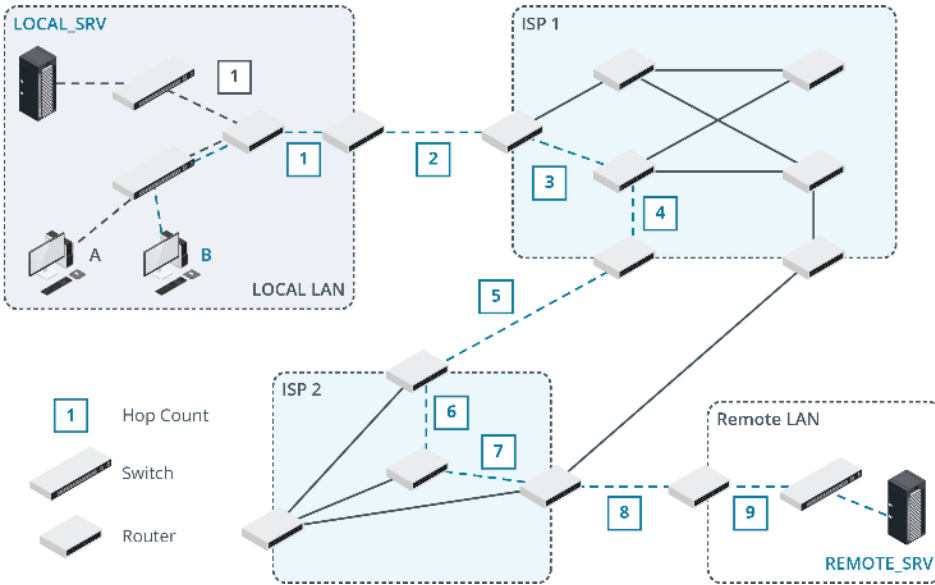 LOCAL_SRV
ISP 1
1
1
2
3
4
A
B
LOCAL LAN
5
ISP 2
6
7
1 Hop Count
Switch
Router
Remote LAN
8
9
REMOTE_SRV